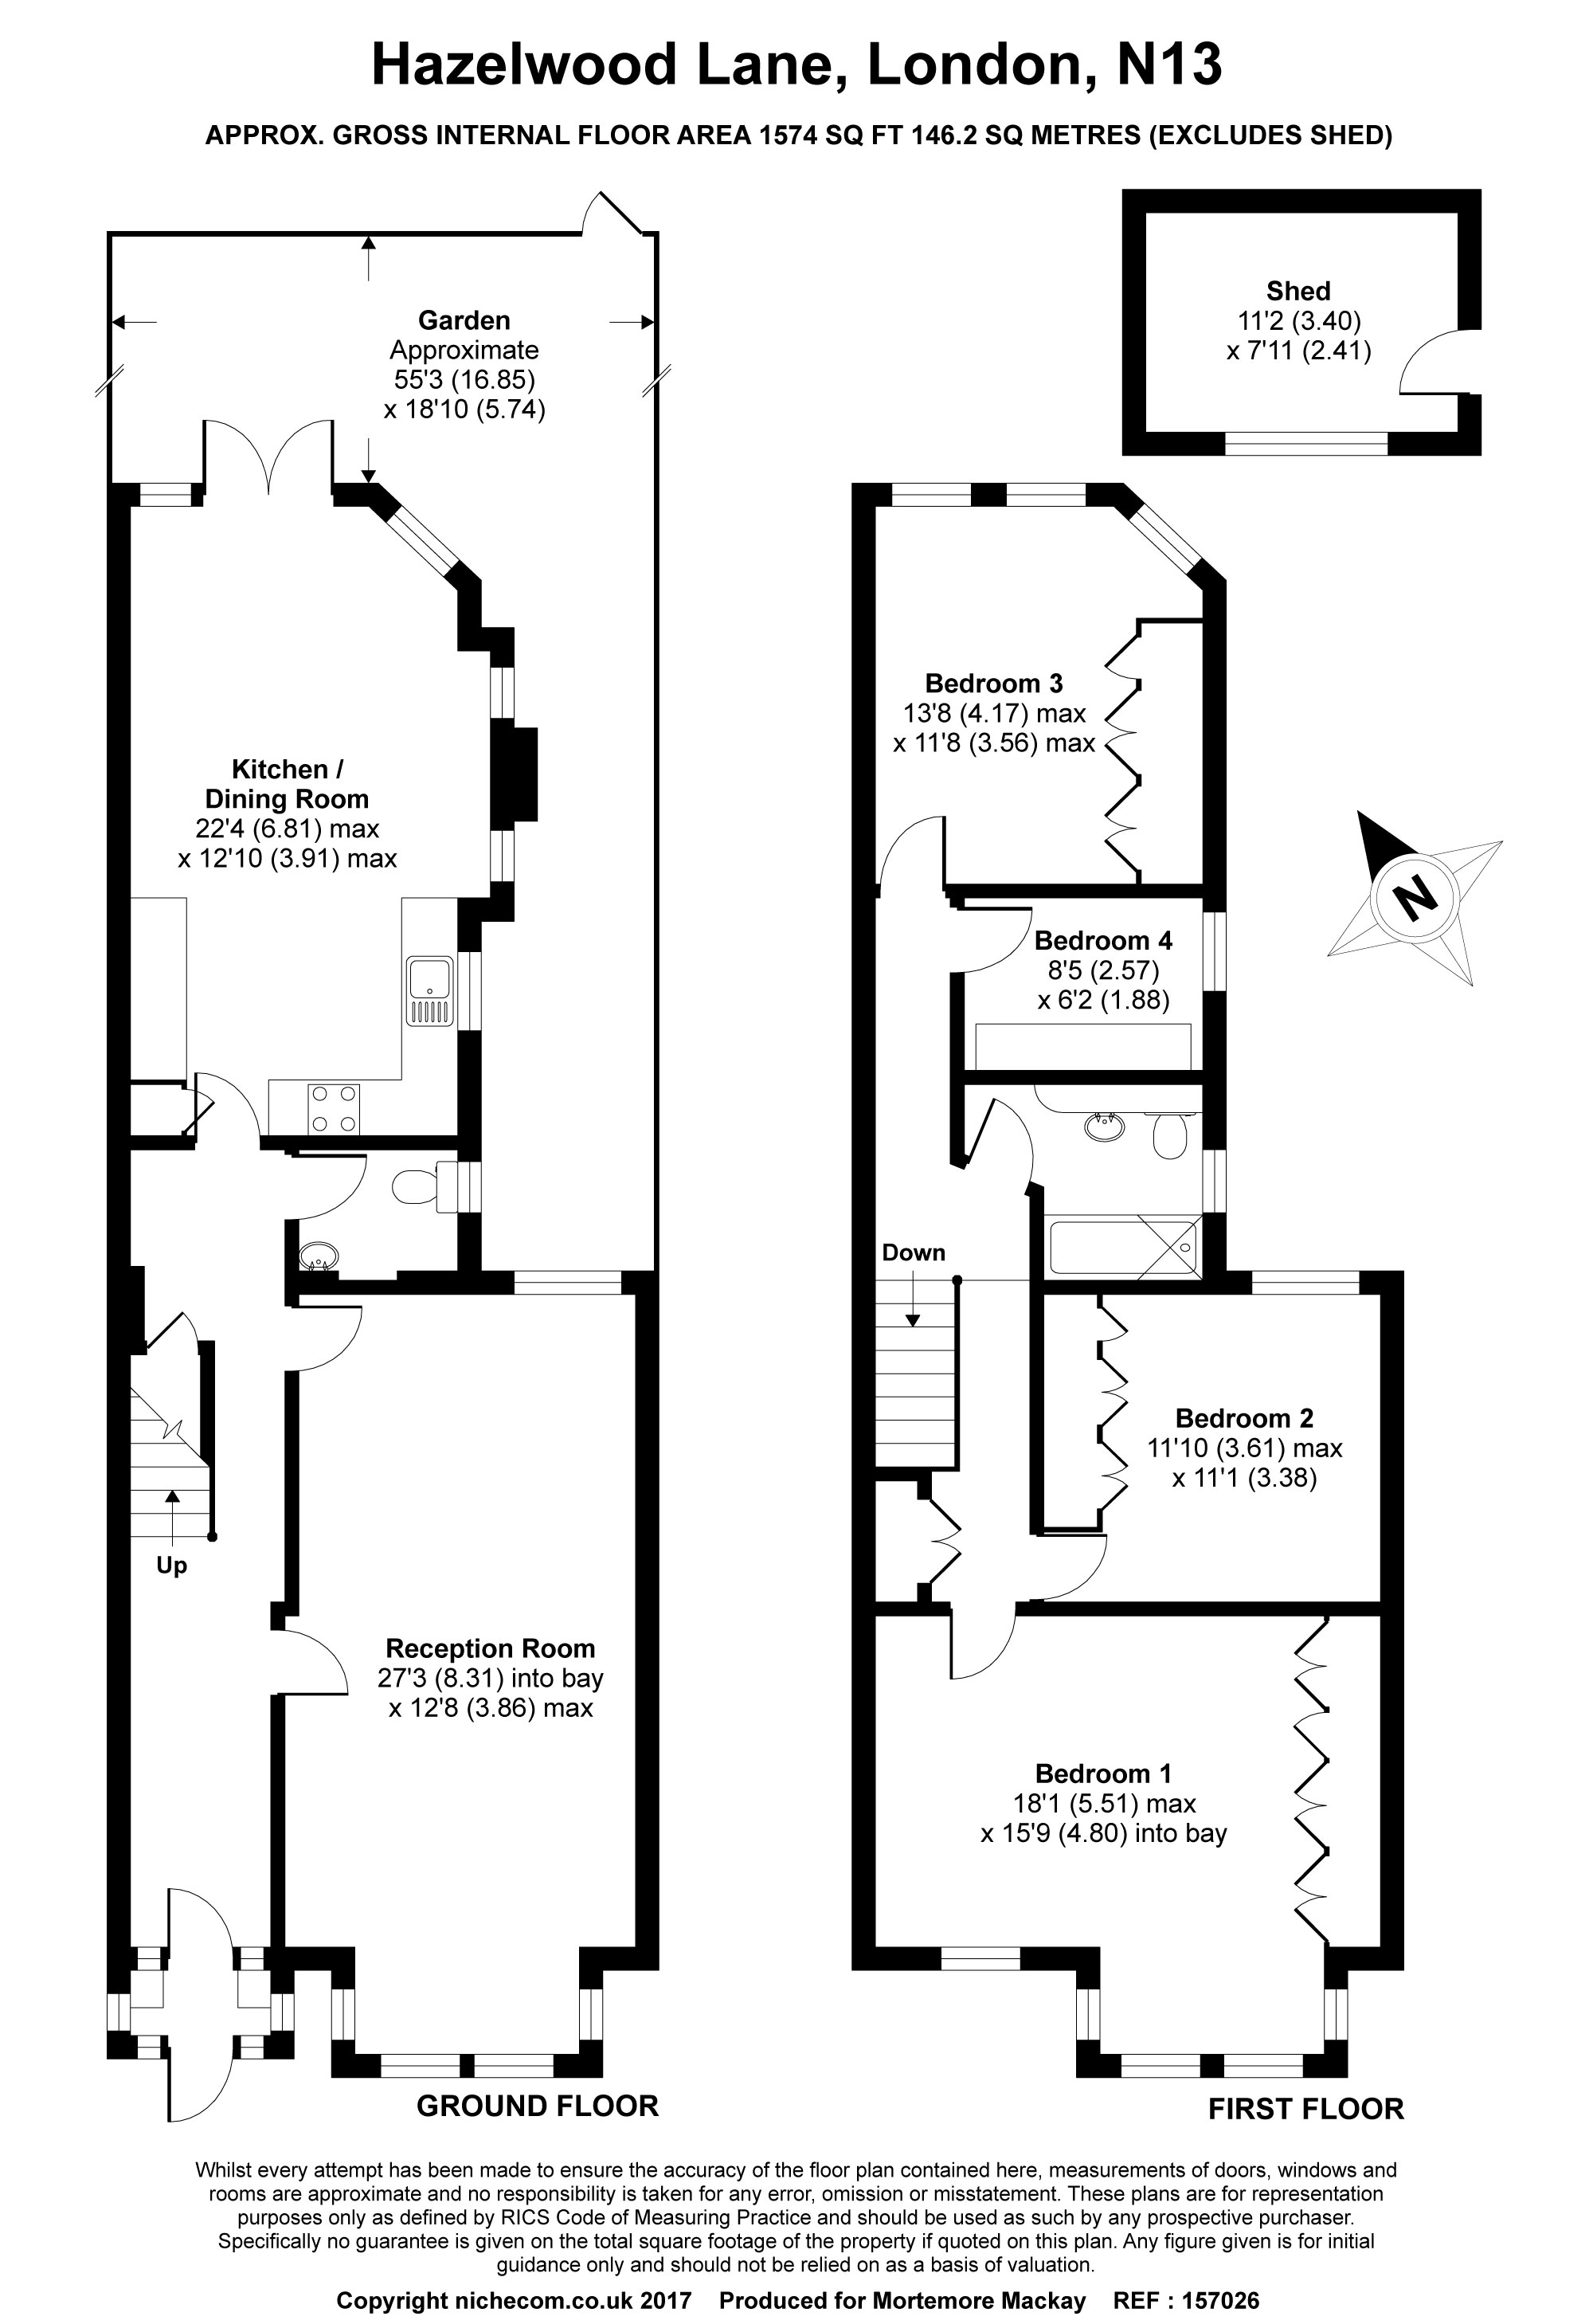 Hazelwood Lane, London, N13
APPROX. GROSS INTERNAL FLOOR AREA 1574 SQ FT 146.2 SQ METRES (EXCLUDES SHED)
Garden
Approximate
55'3 (16.85)
x 18'10 (5.74)
Shed
11'2 (3.40)
x 7'11 (2.41)
Kitchen /
Dining Room
22'4 (6.81) max
x 12'10 (3.91) max
Bedroom 3
13'8 (4.17) max
x 11'8 (3.56) max
Bedroom 4
8'5 (2.57)
x 6'2 (1.88)
N
Down
Bedroom 2
11'10 (3.61) max
x 11'1 (3.38)
Up
Reception Room
27'3 (8.31) into bay
x 12'8 (3.86) max
Bedroom 1
18'1 (5.51) max
x 15'9 (4.80) into bay
GROUND FLOOR
FIRST FLOOR
Whilst every attempt has been made to ensure the accuracy of the floor plan contained here, measurements of doors, windows and
rooms are approximate and no responsibility is taken for any error, omission or misstatement. These plans are for representation
purposes only as defined by RICS Code of Measuring Practice and should be used as such by any prospective purchaser.
Specifically no guarantee is given on the total square footage of the property if quoted on this plan. Any figure given is for initial
guidance only and should not be relied on as a basis of valuation.
Copyright nichecom.co.uk 2017 Produced for Mortemore Mackay REF : 157026